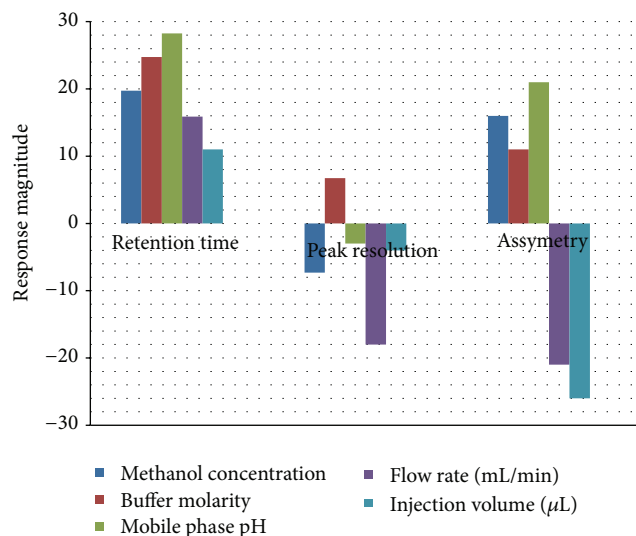 30
20
10
0
−10
−20
−30
Response magnitude
Retention time
Peak resolution
Assymetry
Methanol concentration
Buffer molarity
Mobile phase pH
Flow rate (mL/min)
Injection volume (μL)